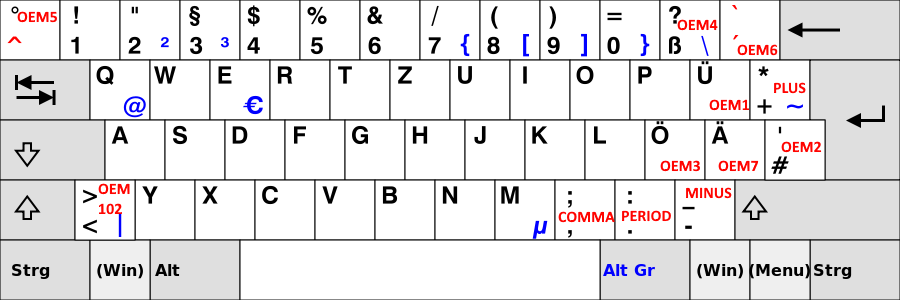 ° OEM5 ! " § $ % & / ( ) = ? OEM4 `
^ 1 2 ² 3 ³ 4 5 6 7 { 8 [ 9 ] 0 } ß \ ´ OEM6
Q W E R T Z U I O P Ü * PLUS
@ € OEM1 + ~
A S D F G H J K L Ö Ä ' OEM2
OEM3 OEM7 #
> OEM Y X C V B N M ; : MINUS _
102 COMMA PERIOD
< | µ , . -
Strg (Win) Alt Alt Gr (Win) (Menu) Strg